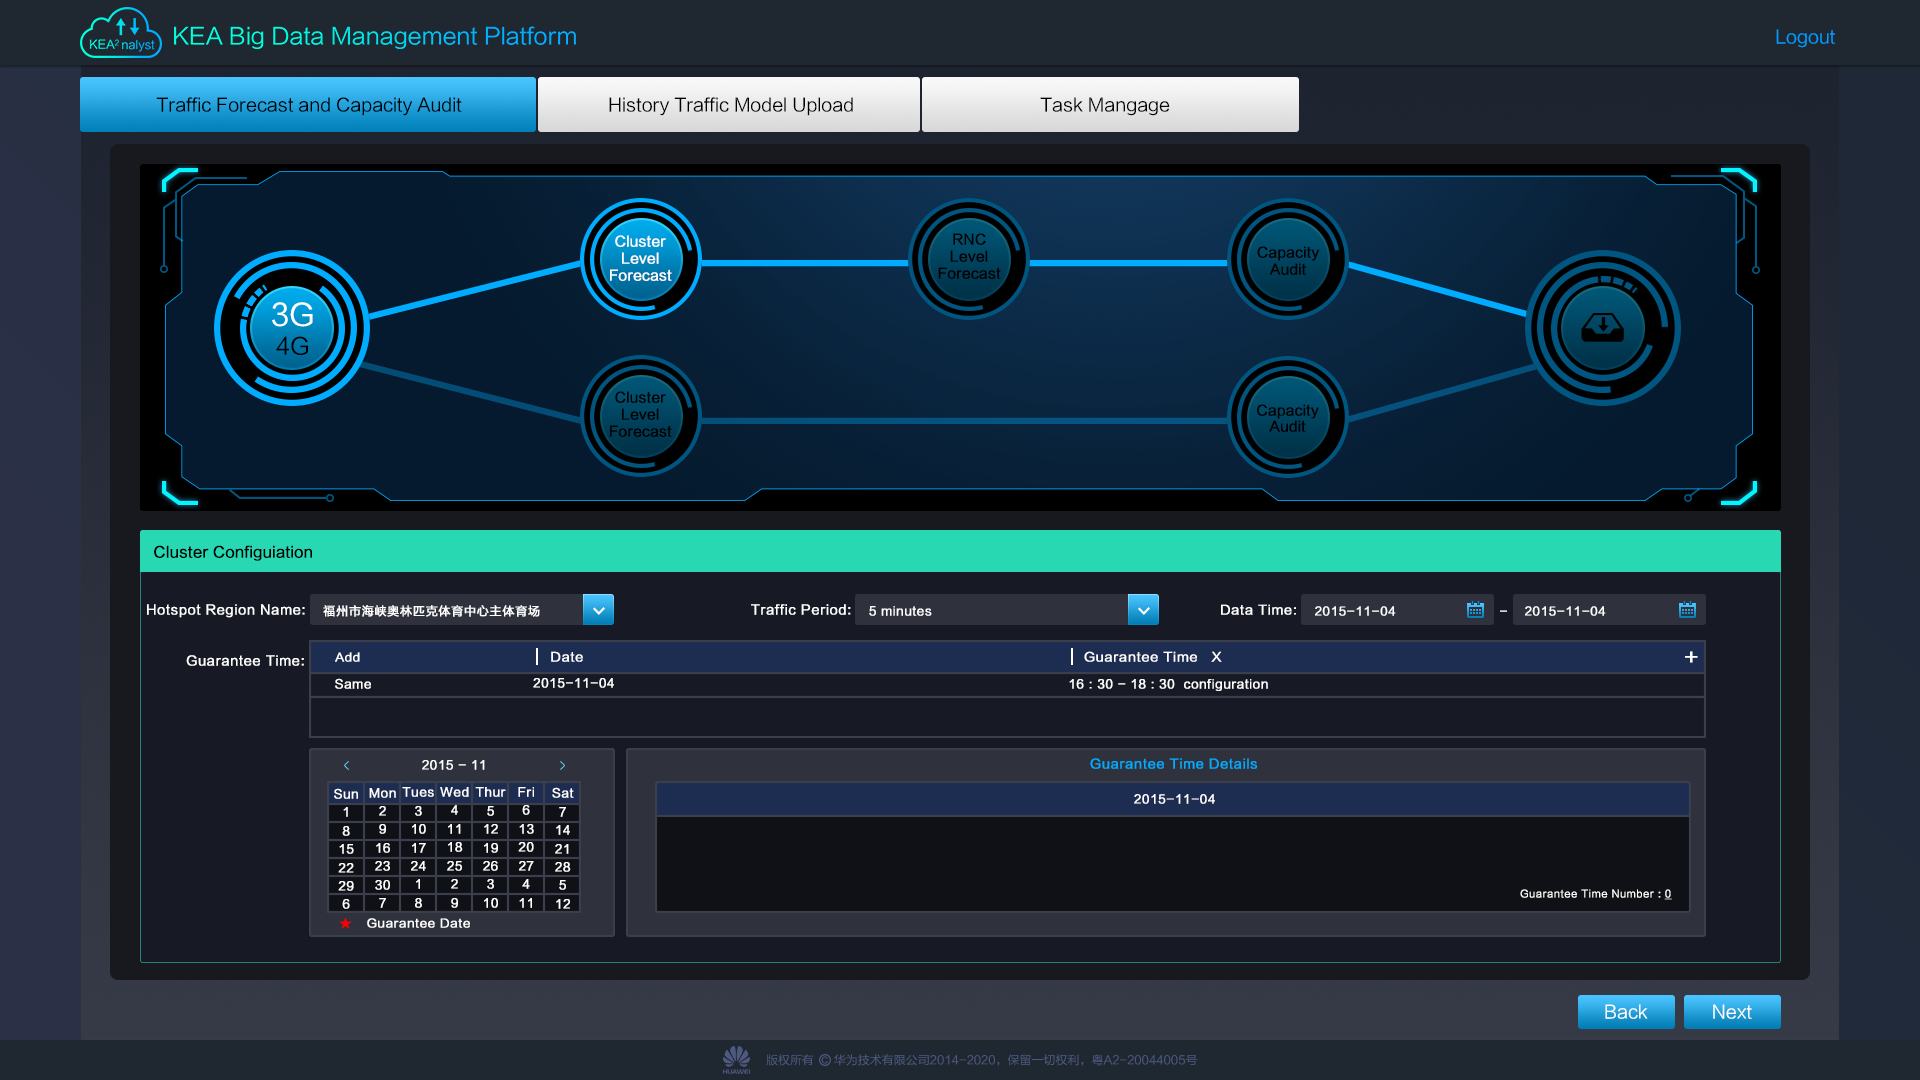 KEA² nalyst
KEA Big Data Management Platform
Logout
Traffic Forecast and Capacity Audit
History Traffic Model Upload
Task Mangage
3G
4G
Cluster
Level
Forecast
RNC
Level
Forecast
Capacity
Audit
Cluster
Level
Forecast
Capacity
Audit
Cluster Configuiation
Hotspot Region Name: 福州市海峡奥林匹克体育中心主体育场
Traffic Period: 5 minutes
Data Time: 2015-11-04 - 2015-11-04
Guarantee Time:
Add | Date | Guarantee Time X +
Same 2015-11-04 16 : 30 - 18 : 30 configuration
< 2015 - 11 >
Sun Mon Tues Wed Thur Fri Sat
1 2 3 4 5 6 7
8 9 10 11 12 13 14
15 16 17 18 19 20 21
22 23 24 25 26 27 28
29 30 1 2 3 4 5
6 7 8 9 10 11 12
★ Guarantee Date
Guarantee Time Details
2015-11-04
Guarantee Time Number : 0
Back
Next
HUAWEI
版权所有 © 华为技术有限公司2014-2020，保留一切权利，粤A2-20044005号